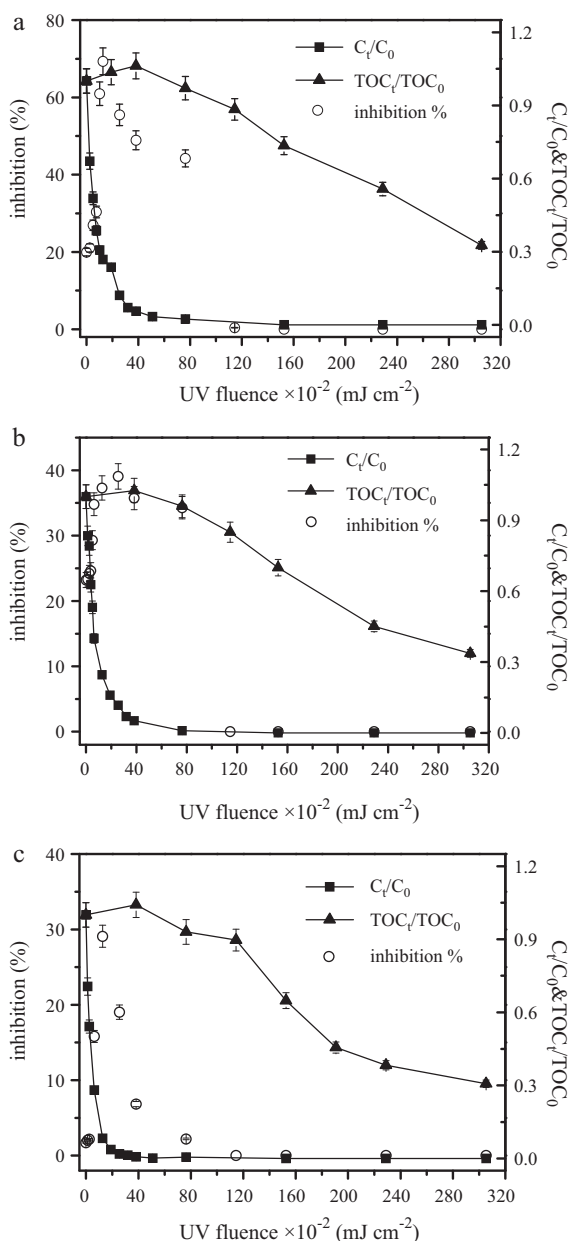 a
80
60
40
20
0
inhibition (%)
C_t/C_0
TOC_t/TOC_0
inhibition %
1.2
0.9
0.6
0.3
0.0
C_t/C_0&TOC_t/TOC_0
0 40 80 120 160 200 240 280 320
UV fluence ×10^-2 (mJ cm^-2)
b
40
30
20
10
0
inhibition (%)
C_t/C_0
TOC_t/TOC_0
inhibition %
1.2
0.9
0.6
0.3
0.0
C_t/C_0&TOC_t/TOC_0
0 40 80 120 160 200 240 280 320
UV fluence ×10^-2 (mJ cm^-2)
c
40
30
20
10
0
inhibition (%)
C_t/C_0
TOC_t/TOC_0
inhibition %
1.2
0.9
0.6
0.3
0.0
C_t/C_0&TOC_t/TOC_0
0 40 80 120 160 200 240 280 320
UV fluence ×10^-2 (mJ cm^-2)